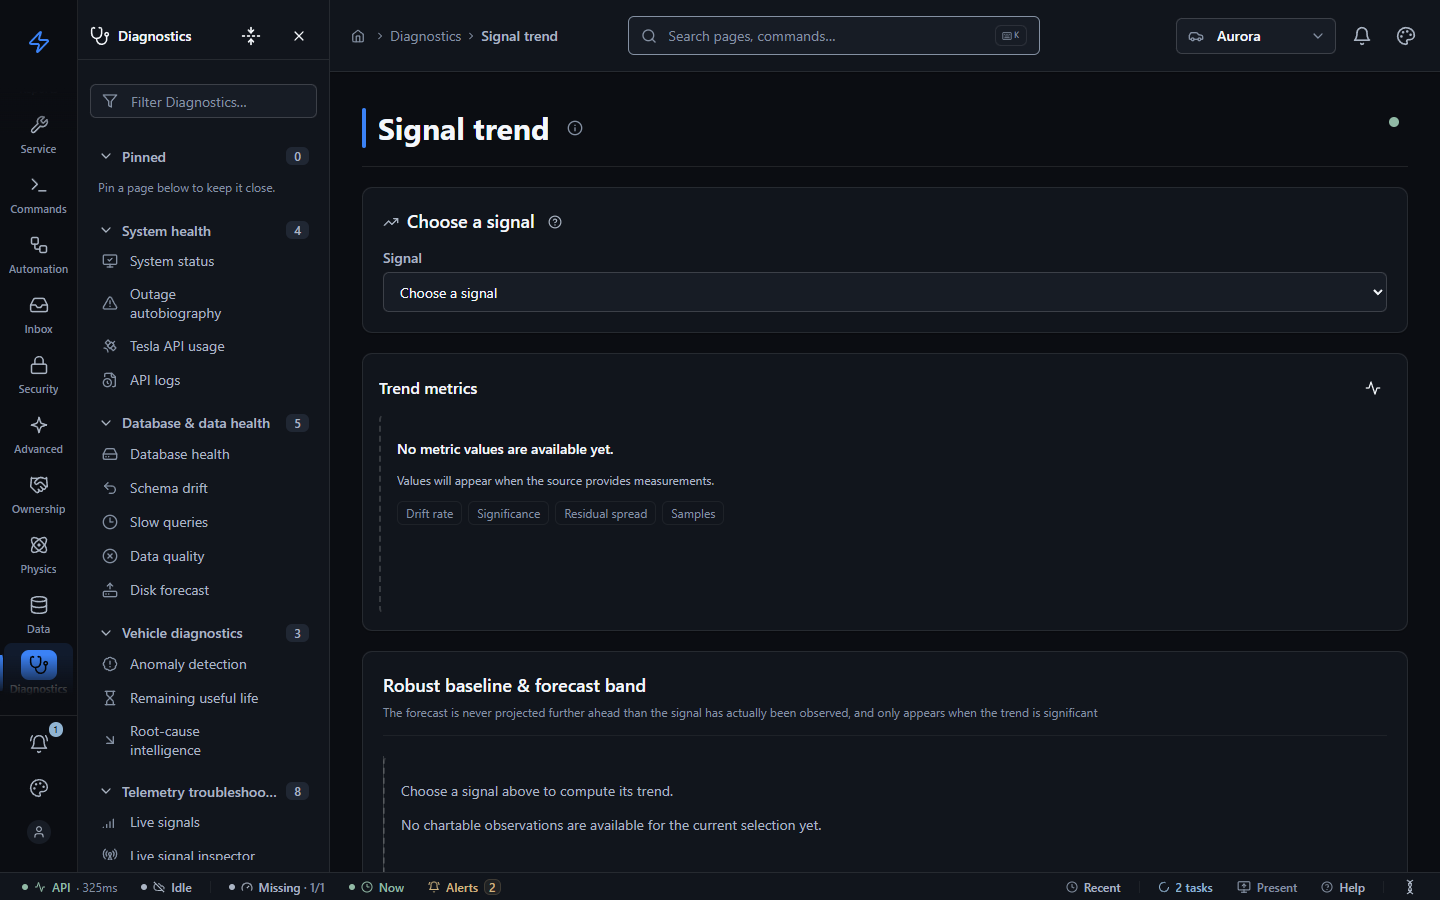 Diagnostics
Diagnostics
Signal trend
Search pages, commands...
K
Aurora
Service
Commands
Automation
Inbox
Security
Advanced
Ownership
Physics
Data
Diagnostics
1
Filter Diagnostics...
Pinned
0
Pin a page below to keep it close.
System health
4
System status
Outage
autobiography
Tesla API usage
API logs
Database & data health
5
Database health
Schema drift
Slow queries
Data quality
Disk forecast
Vehicle diagnostics
3
Anomaly detection
Remaining useful life
Root-cause
intelligence
Telemetry troubleshoo...
8
Live signals
Live signal inspector
Signal trend
Choose a signal
Signal
Choose a signal
Trend metrics
No metric values are available yet.
Values will appear when the source provides measurements.
Drift rate
Significance
Residual spread
Samples
Robust baseline & forecast band
The forecast is never projected further ahead than the signal has actually been observed, and only appears when the trend is significant
Choose a signal above to compute its trend.
No chartable observations are available for the current selection yet.
API · 325ms
Idle
Missing · 1/1
Now
Alerts 2
Recent
2 tasks
Present
Help